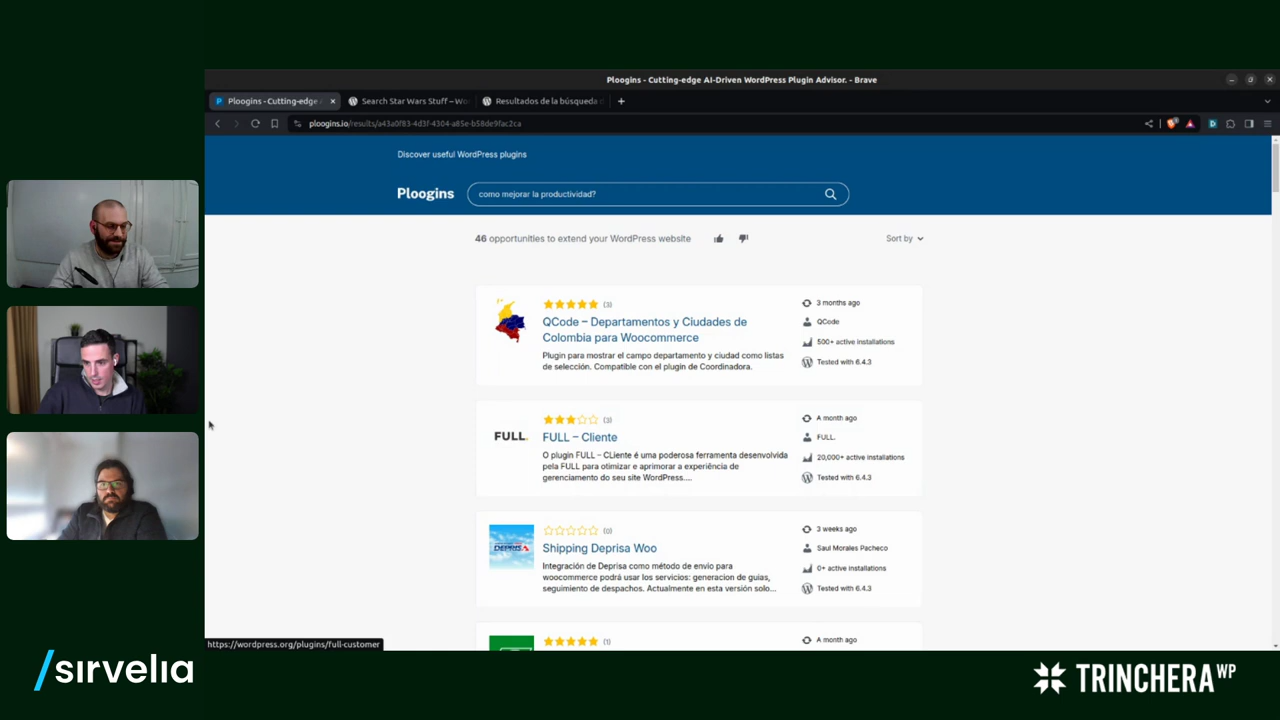 Ploogins - Cutting-edge AI-Driven WordPress Plugin Advisor. - Brave
Ploogins - Cutting-edge
Search Star Wars Stuff – Wo
Resultados de la búsqueda
ploogins.io/results/a43a0f83-4d3f-4304-a85e-b58de9fac2ca
Discover useful WordPress plugins
Ploogins
como mejorar la productividad?
46 opportunities to extend your WordPress website
Sort by
(3)
QCode – Departamentos y Ciudades de
Colombia para Woocommerce
Plugin para mostrar el campo departamento y ciudad como listas
de selección. Compatible con el plugin de Coordinadora.
3 months ago
QCode
500+ active installations
Tested with 6.4.3
FULL.
(3)
FULL – Cliente
O plugin FULL – CLiente é uma poderosa ferramenta desenvolvida
pela FULL para otimizar e aprimorar a experiência de
gerenciamento do seu site WordPress....
A month ago
FULL.
20,000+ active installations
Tested with 6.4.3
DEPRISA
(0)
Shipping Deprisa Woo
Integración de Deprisa como método de envio para
woocommerce podrá usar los servicios: generacion de guias,
seguimiento de despachos. Actualmente en esta versión solo...
3 weeks ago
Saul Morales Pacheco
0+ active installations
Tested with 6.4.3
(1)
A month ago
https://wordpress.org/plugins/full-customer
/sırvelıa
TRINCHERA WP